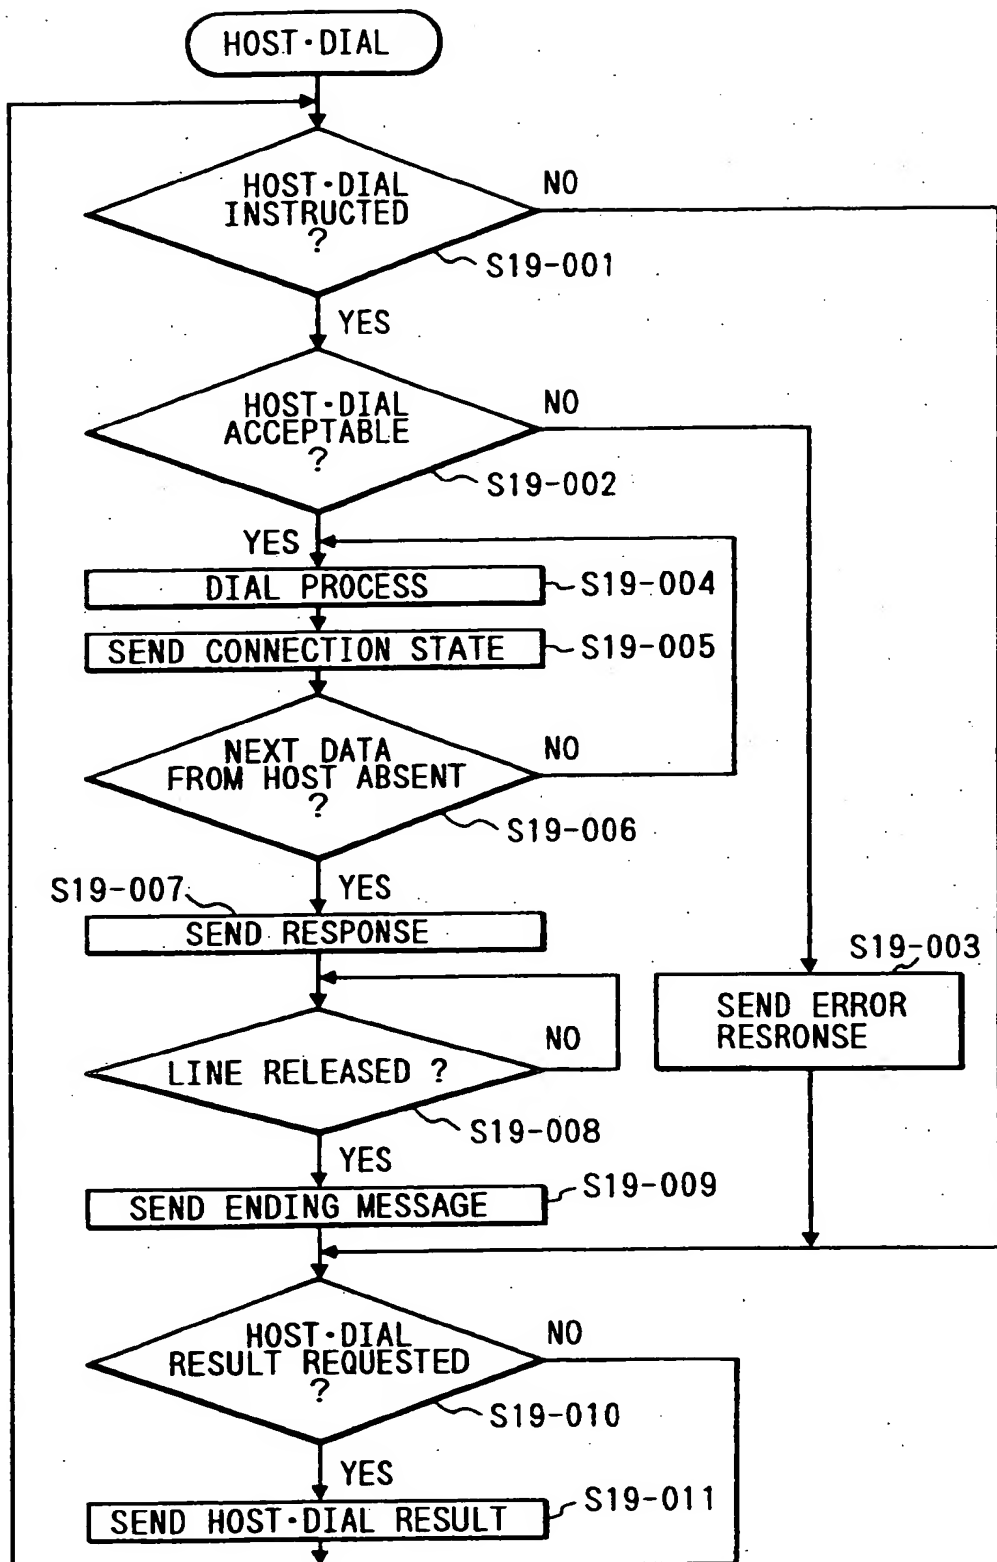 HOST·DIAL
HOST·DIAL
INSTRUCTED
?
NO
S19-001
YES
HOST·DIAL
ACCEPTABLE
?
NO
S19-002
YES
DIAL PROCESS
S19-004
SEND CONNECTION STATE
S19-005
NEXT DATA
FROM HOST ABSENT
?
NO
S19-006
YES
S19-007
SEND RESPONSE
S19-003
SEND ERROR
RESRONSE
LINE RELEASED ?
NO
S19-008
YES
SEND ENDING MESSAGE
S19-009
HOST·DIAL
RESULT REQUESTED
?
NO
S19-010
YES
SEND HOST·DIAL RESULT
S19-011